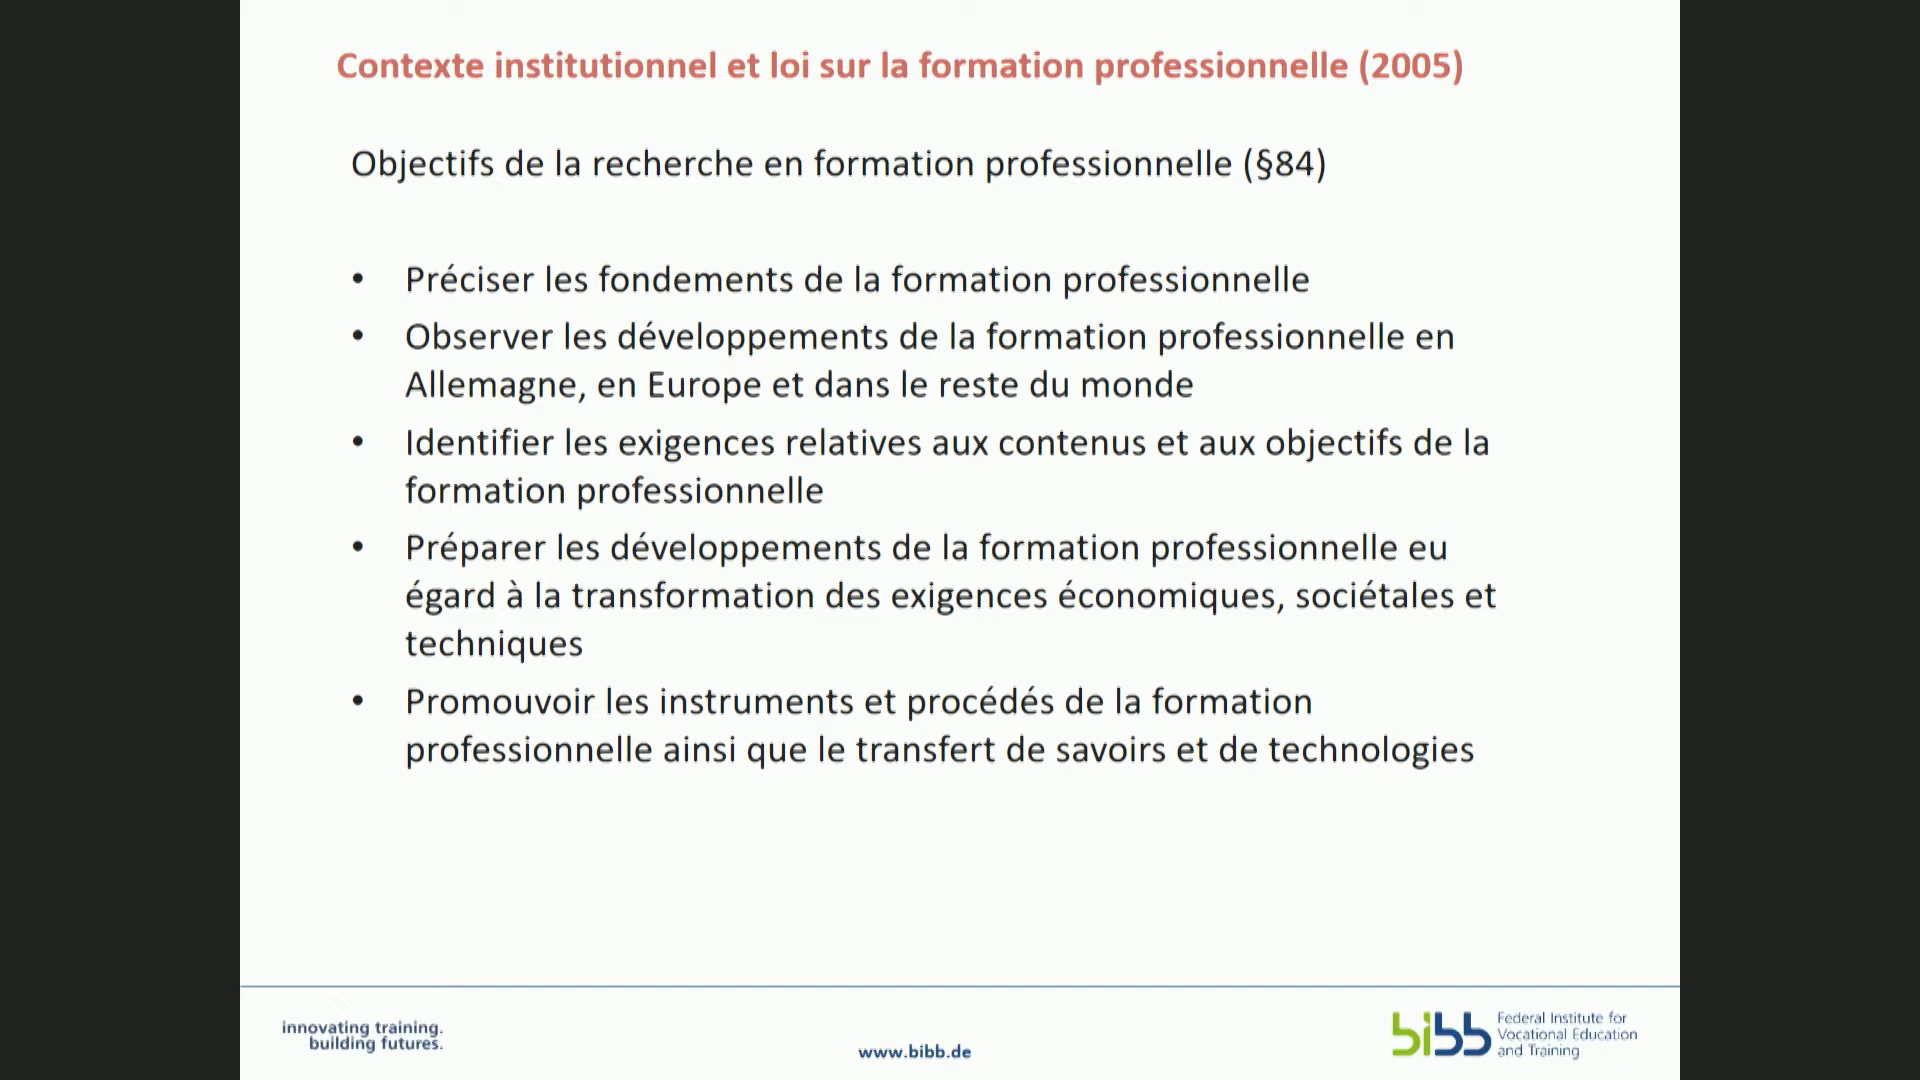 Contexte institutionnel et loi sur la formation professionnelle (2005)
Objectifs de la recherche en formation professionnelle (§84)
• Préciser les fondements de la formation professionnelle
• Observer les développements de la formation professionnelle en
Allemagne, en Europe et dans le reste du monde
• Identifier les exigences relatives aux contenus et aux objectifs de la
formation professionnelle
• Préparer les développements de la formation professionnelle eu
égard à la transformation des exigences économiques, sociétales et
techniques
• Promouvoir les instruments et procédés de la formation
professionnelle ainsi que le transfert de savoirs et de technologies
innovating training.
building futures.
www.bibb.de
bibb
Federal Institute for
Vocational Education
and Training